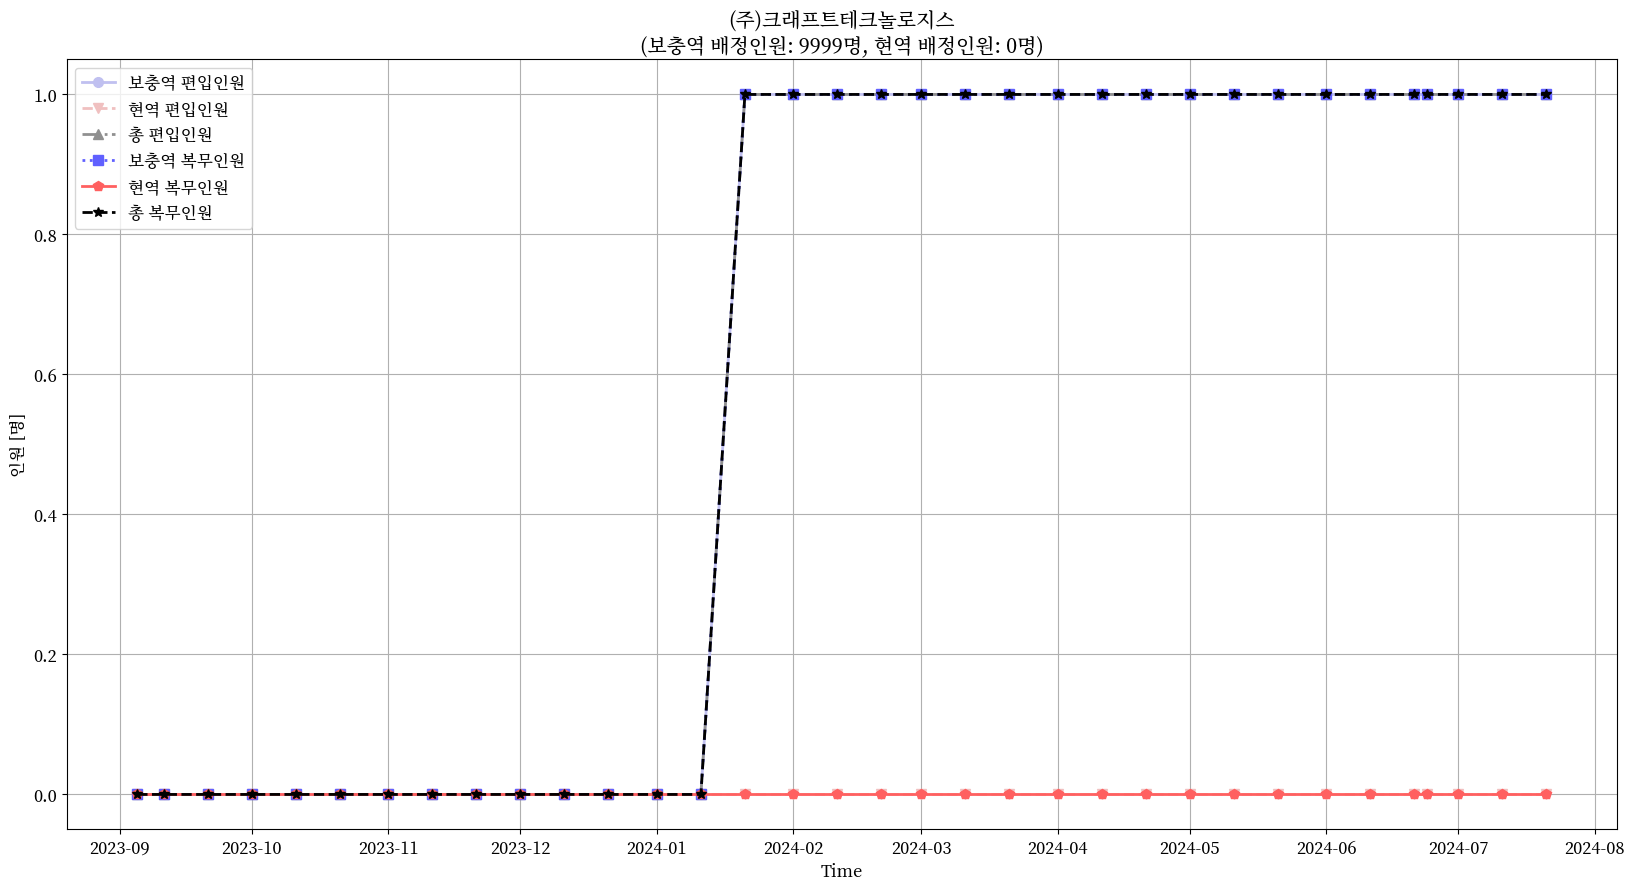 (주)크래프트테크놀로지스
(보충역 배정인원: 9999명, 현역 배정인원: 0명)
보충역 편입인원
현역 편입인원
총 편입인원
보충역 복무인원
현역 복무인원
총 복무인원
1.0
0.8
0.6
0.4
0.2
0.0
인원 [명]
2023-09 2023-10 2023-11 2023-12 2024-01 2024-02 2024-03 2024-04 2024-05 2024-06 2024-07 2024-08
Time